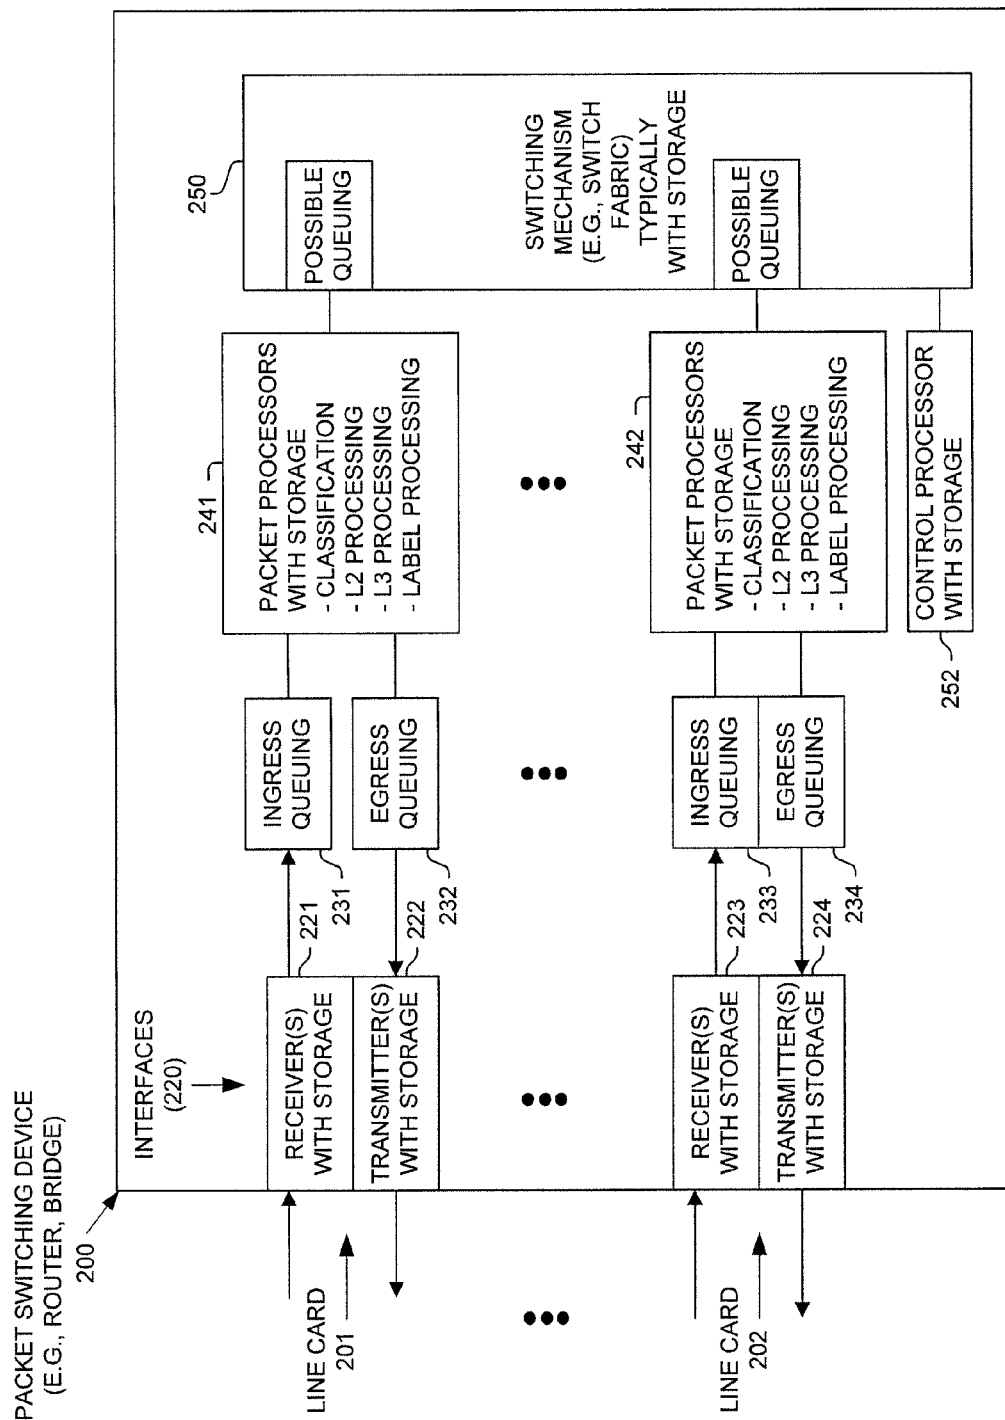 PACKET SWITCHING DEVICE
(E.G., ROUTER, BRIDGE)
200
INTERFACES
(220)
LINE CARD
201
RECEIVER(S)
WITH STORAGE
221
TRANSMITTER(S)
WITH STORAGE
222
INGRESS
QUEUING
231
EGRESS
QUEUING
232
241
PACKET PROCESSORS
WITH STORAGE
- CLASSIFICATION
- L2 PROCESSING
- L3 PROCESSING
- LABEL PROCESSING
250
POSSIBLE
QUEUING
SWITCHING
MECHANISM
(E.G., SWITCH
FABRIC)
TYPICALLY
WITH STORAGE
POSSIBLE
QUEUING
LINE CARD
202
RECEIVER(S)
WITH STORAGE
223
TRANSMITTER(S)
WITH STORAGE
224
INGRESS
QUEUING
233
EGRESS
QUEUING
234
242
PACKET PROCESSORS
WITH STORAGE
- CLASSIFICATION
- L2 PROCESSING
- L3 PROCESSING
- LABEL PROCESSING
CONTROL PROCESSOR
WITH STORAGE
252